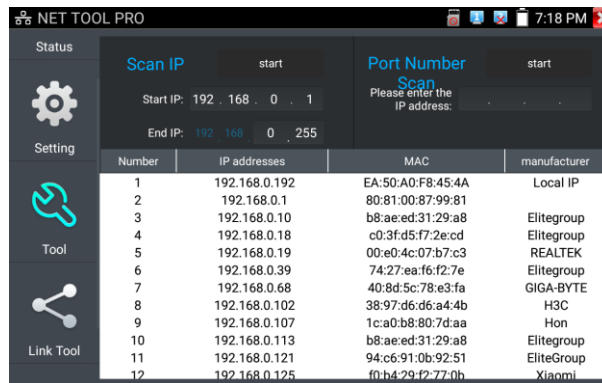 NET TOOL PRO 7:18 PM
Status
Setting
Tool
Link Tool
Scan IP start
Start IP: 192 . 168 . 0 . 1
End IP: 192 . 168 . 0 . 255
Port Number Scan start
Please enter the
IP address: . . .
Number IP addresses MAC manufacturer
1 192.168.0.192 EA:50:A0:F8:45:4A Local IP
2 192.168.0.1 80:81:00:87:99:81
3 192.168.0.10 b8:ae:ed:31:29:a8 Elitegroup
4 192.168.0.18 c0:3f:d5:f7:2e:cd Elitegroup
5 192.168.0.19 00:e0:4c:07:b7:c3 REALTEK
6 192.168.0.39 74:27:ea:f6:f2:7e Elitegroup
7 192.168.0.68 40:8d:5c:78:e3:fa GIGA-BYTE
8 192.168.0.102 38:97:d6:d6:a4:4b H3C
9 192.168.0.107 1c:a0:b8:80:7d:aa Hon
10 192.168.0.113 b8:ae:ed:31:29:a8 Elitegroup
11 192.168.0.121 94:c6:91:0b:92:51 EliteGroup
12 192.168.0.125 f0:b4:29:f2:77:0b Xiaomi